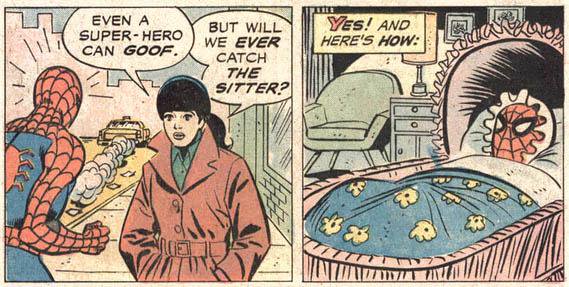 EVEN A
SUPER-HERO
CAN GOOF.
BUT WILL
WE EVER
CATCH
THE
SITTER?
YES! AND
HERE'S HOW: